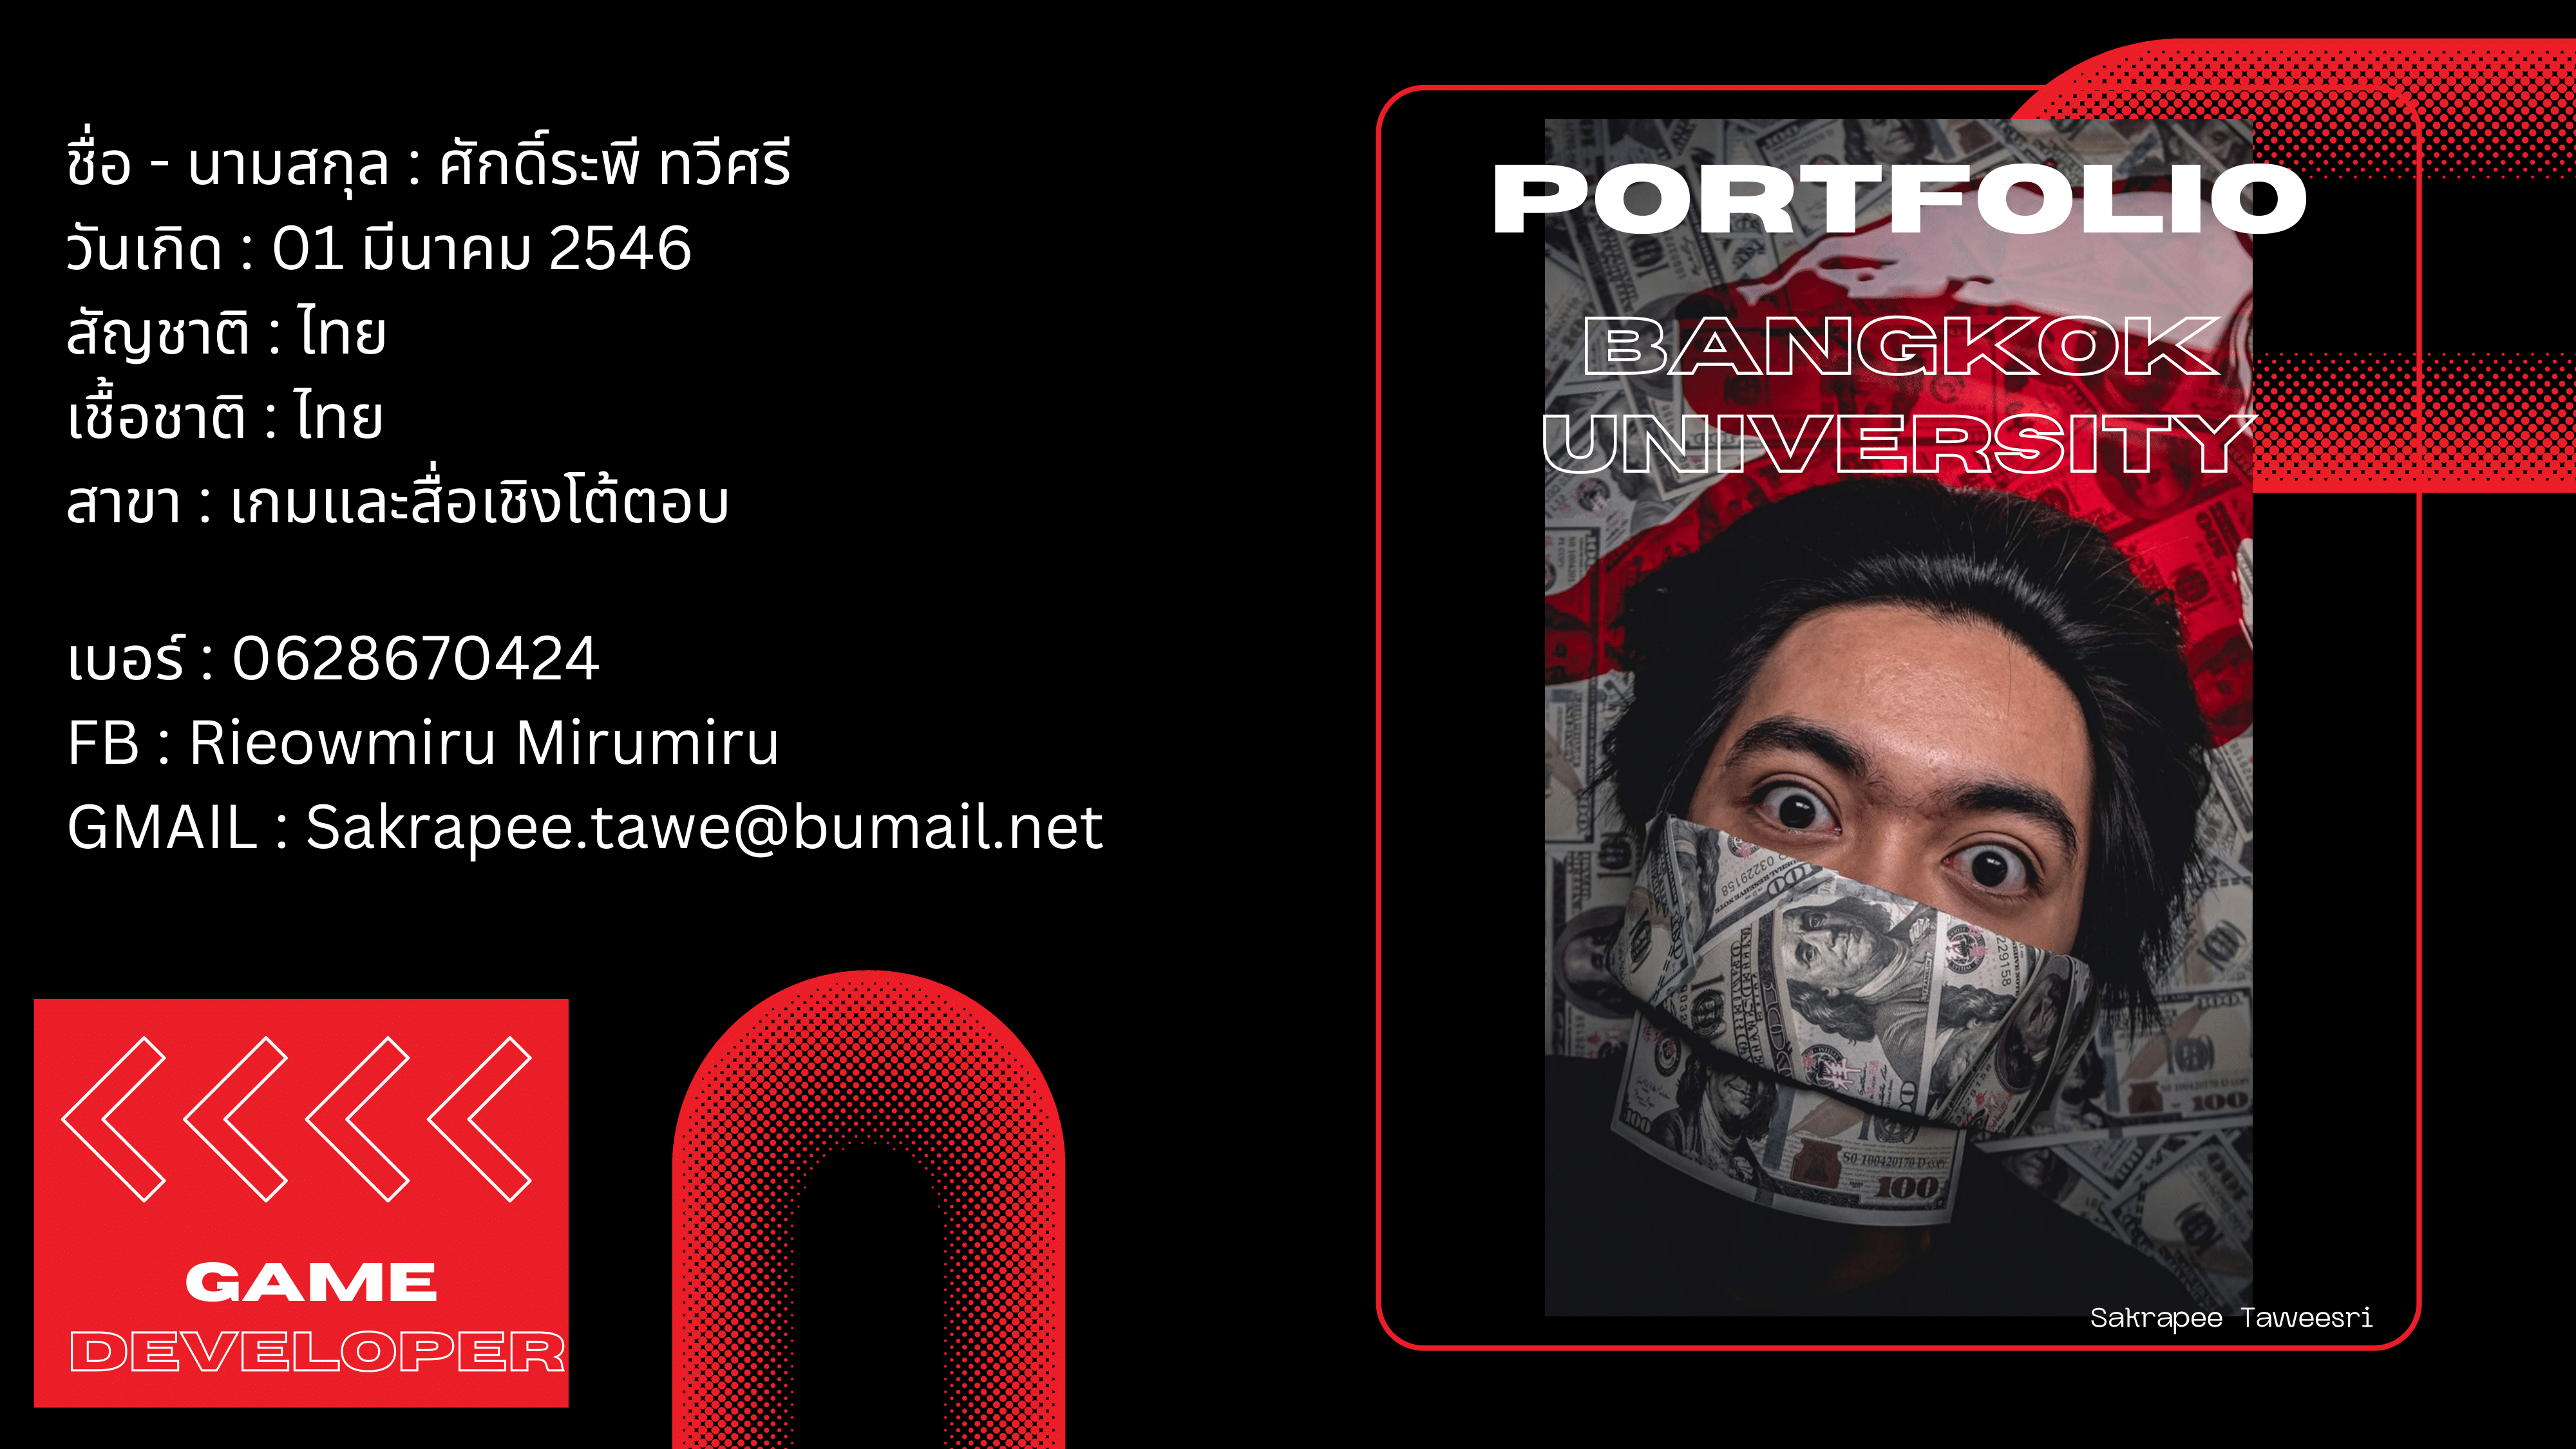 ชื่อ - นามสกุล : ศักดิ์ระพี ทวีศรี
วันเกิด : 01 มีนาคม 2546
สัญชาติ : ไทย
เชื้อชาติ : ไทย
สาขา : เกมและสื่อเชิงโต้ตอบ
เบอร์ : 0628670424
FB : Rieowmiru Mirumiru
GMAIL : Sakrapee.tawe@bumail.net
GAME
DEVELOPER
PORTFOLIO
BANGKOK
UNIVERSITY
Sakrapee Taweesri